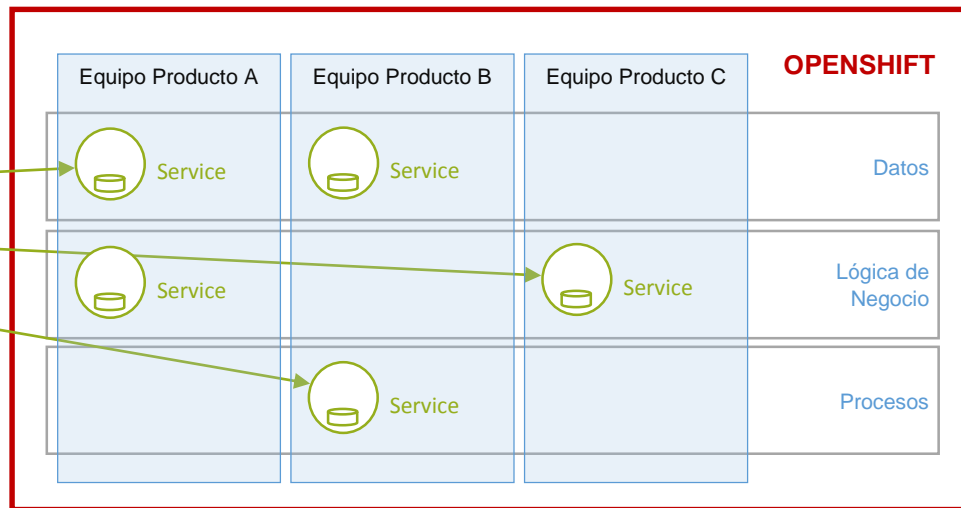 OPENSHIFT
Equipo Producto A
Equipo Producto B
Equipo Producto C
Service
Service
Datos
Service
Service
Lógica de
Negocio
Service
Procesos